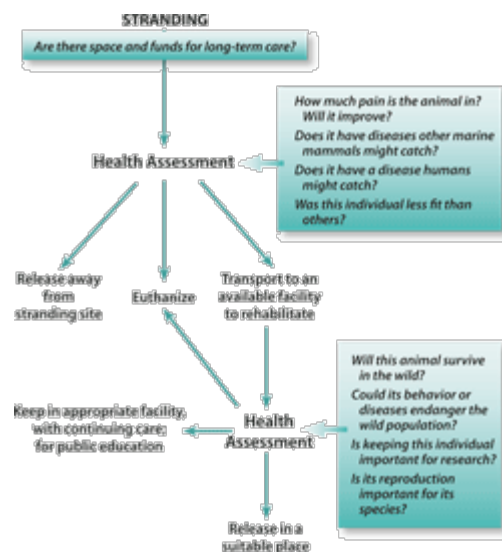 STRANDING
Are there space and funds for long-term care?
How much pain is the animal in?
Will it improve?
Does it have diseases other marine
mammals might catch?
Does it have a disease humans
might catch?
Was this individual less fit than
others?
Health Assessment
Release away
from
stranding site
Euthanize
Transport to an
available facility
to rehabilitate
Will this animal survive
in the wild?
Could its behavior or
diseases endanger the
wild population?
Is keeping this individual
important for research?
Is its reproduction
important for its
species?
Keep in appropriate facility,
with continuing care;
for public education
Health
Assessment
Release in a
suitable place